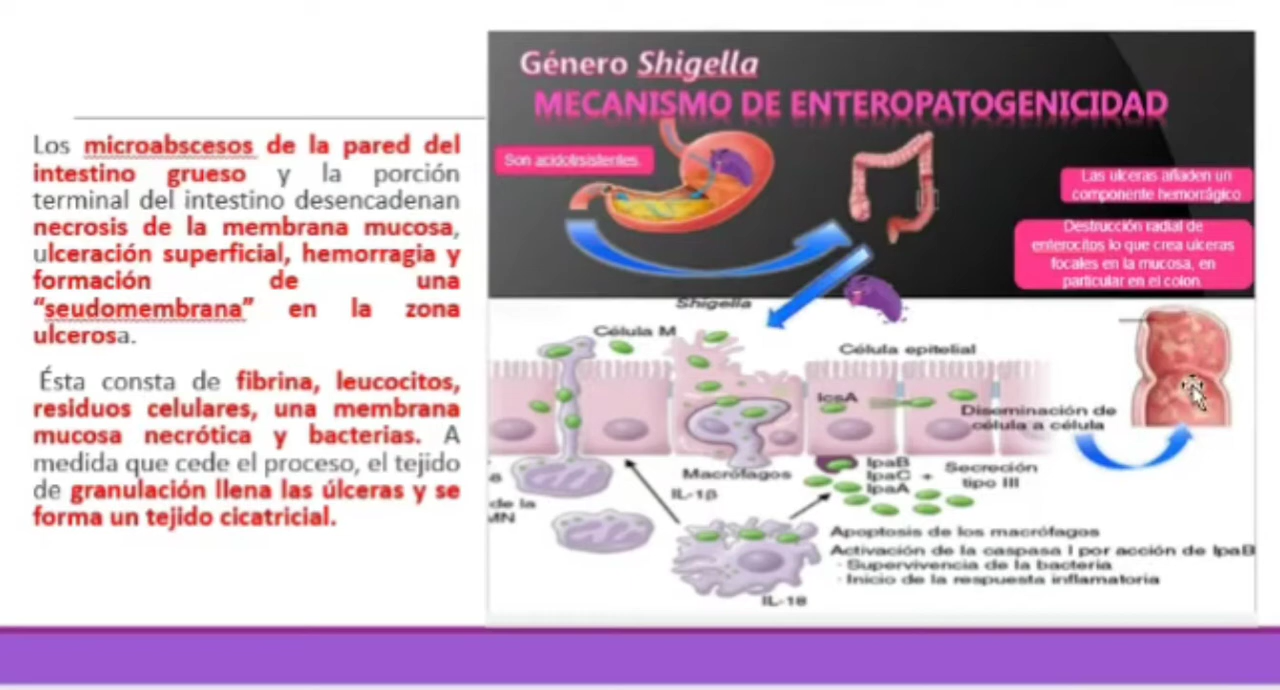 Los microabscesos de la pared del
intestino grueso y la porción
terminal del intestino desencadenan
necrosis de la membrana mucosa,
ulceración superficial, hemorragia y
formación de una
“seudomembrana” en la zona
ulcerosa.
Ésta consta de fibrina, leucocitos,
residuos celulares, una membrana
mucosa necrótica y bacterias. A
medida que cede el proceso, el tejido
de granulación llena las úlceras y se
forma un tejido cicatricial.
Género Shigella
MECANISMO DE ENTEROPATOGENICIDAD
Son
Las ulceras añaden un
componente hemorrágico
Destrucción radial de
enterocitos lo que crea ulceras
focales en la mucosa, en
particular en el colon.
Shigella
Célula M
Célula epitelial
IcsA
Diseminación de
célula a célula
Macrófagos
IpaB
IpaC +
IpaA
Secreción
tipo III
IL-1β
de la
MN
Apoptosis de los macrófagos
Activación de la caspasa I por acción de IpaB
· Supervivencia de la bacteria
· Inicio de la respuesta inflamatoria
IL-18